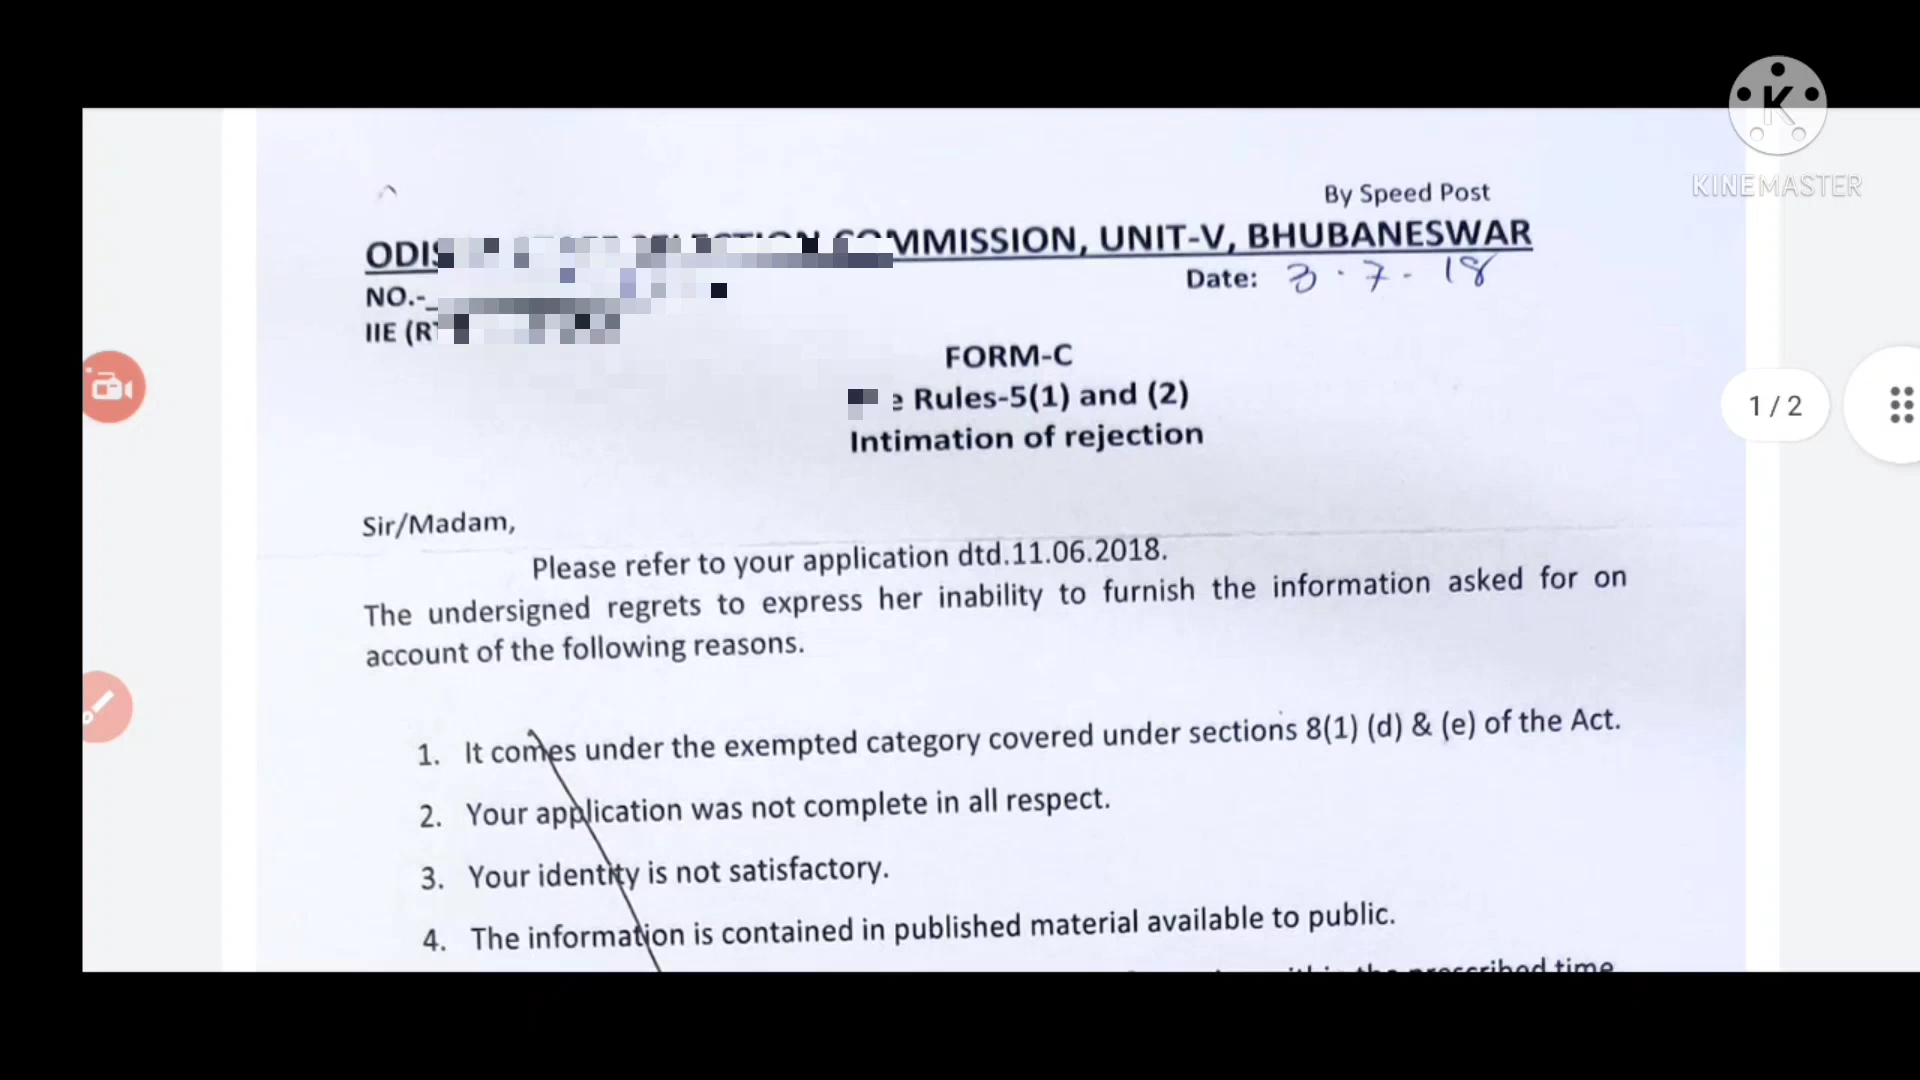 KINEMASTER
By Speed Post
COMMISSION, UNIT-V, BHUBANESWAR
NO.-
Date: 3.7.18
IIE
FORM-C
Rules-5(1) and (2)
Intimation of rejection
1/2
Sir/Madam,
Please refer to your application dtd.11.06.2018.
The undersigned regrets to express her inability to furnish the information asked for on
account of the following reasons.
1. It comes under the exempted category covered under sections 8(1) (d) & (e) of the Act.
2. Your application was not complete in all respect.
3. Your identity is not satisfactory.
4. The information is contained in published material available to public.
the prescribed time